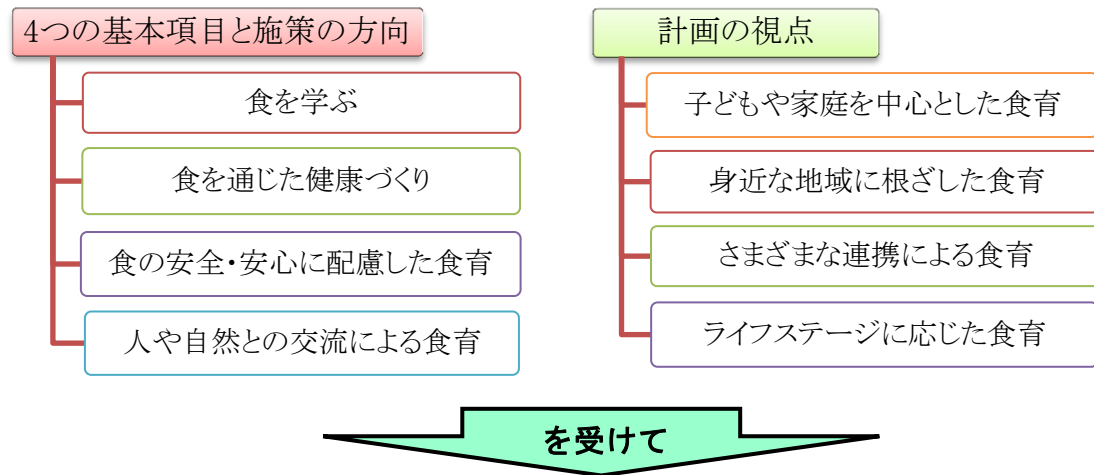 4つの基本項目と施策の方向
食を学ぶ
食を通じた健康づくり
食の安全・安心に配慮した食育
人や自然との交流による食育
計画の視点
子どもや家庭を中心とした食育
身近な地域に根ざした食育
さまざまな連携による食育
ライフステージに応じた食育
を受けて